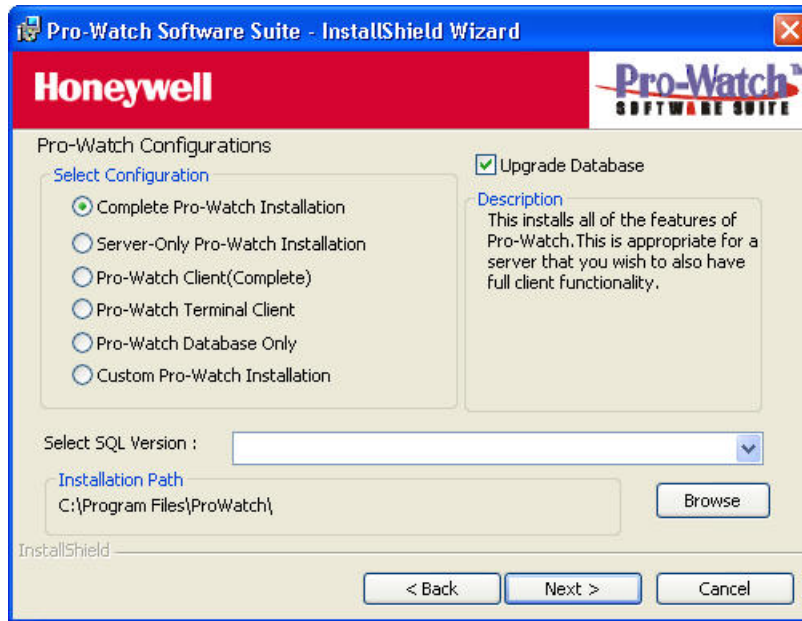 Pro-Watch Software Suite - InstallShield Wizard
Honeywell
Pro-Watch™
SOFTWARE SUITE
Pro-Watch Configurations
Select Configuration
Complete Pro-Watch Installation
Server-Only Pro-Watch Installation
Pro-Watch Client(Complete)
Pro-Watch Terminal Client
Pro-Watch Database Only
Custom Pro-Watch Installation
Upgrade Database
Description
This installs all of the features of
Pro-Watch.This is appropriate for a
server that you wish to also have
full client functionality.
Select SQL Version :
Installation Path
C:\Program Files\ProWatch\
Browse
InstallShield
< Back
Next >
Cancel